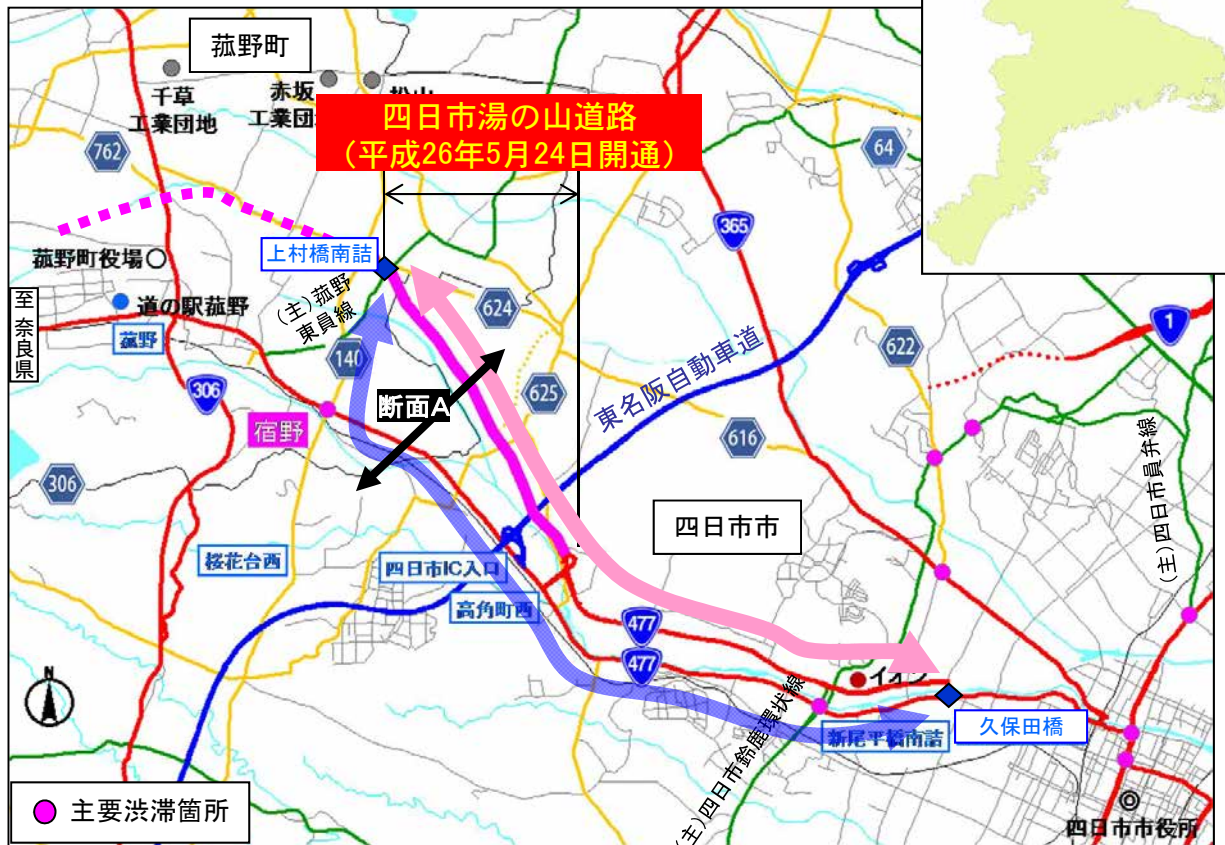 菰野町
千草
工業団地
赤坂
工業団
四日市湯の山道路
(平成26年5月24日開通)
762
64
365
上村橋南詰
菰野町役場
至奈良県
道の駅菰野
菰野
(主)菰野
東員線
624
1
622
140
306
625
東名阪自動車道
断面A
宿野
616
306
(主)四日市員弁線
四日市市
桜花台西
四日市IC入口
高角町西
477
477
N
イオン
久保田橋
新尾平橋南詰
(主)四日市鈴鹿環状線
主要渋滞箇所
四日市市役所